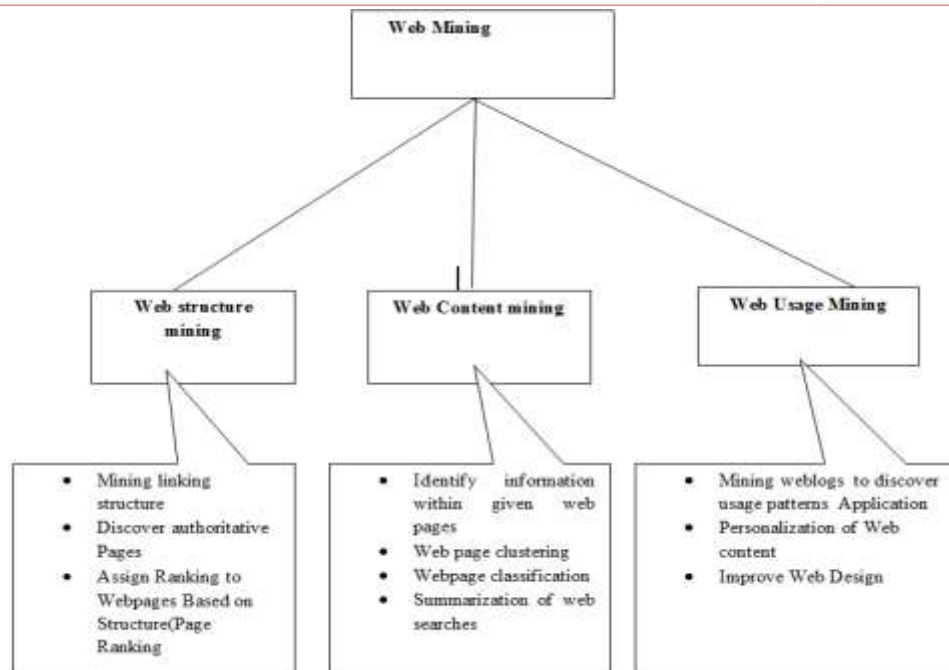 Web Mining
Web structure
mining
Web Content mining
Web Usage Mining
• Mining linking
structure
• Discover authoritative
Pages
• Assign Ranking to
Webpages Based on
Structure(Page
Ranking
• Identify information
within given web
pages
• Web page clustering
• Webpage classification
• Summarization of web
searches
• Mining weblogs to discover
usage patterns Application
• Personalization of Web
content
• Improve Web Design